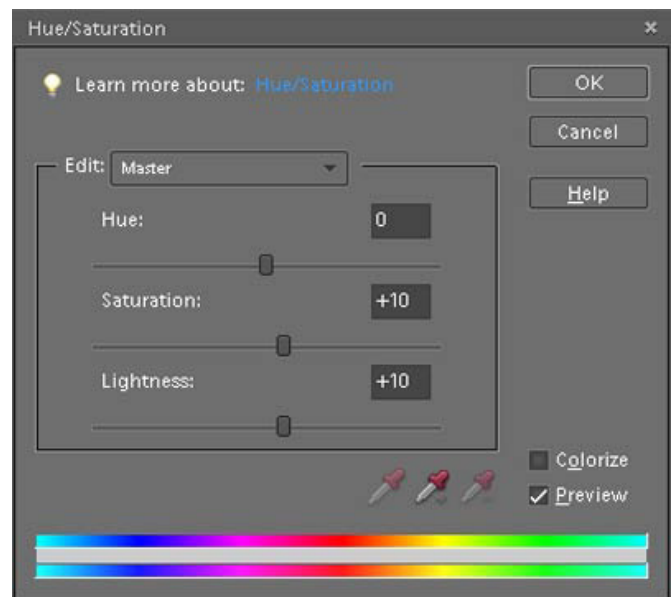 Hue/Saturation
Learn more about: Hue/Saturation
OK
Cancel
Help
Edit: Master
Hue: 0
Saturation: +10
Lightness: +10
Colorize
Preview